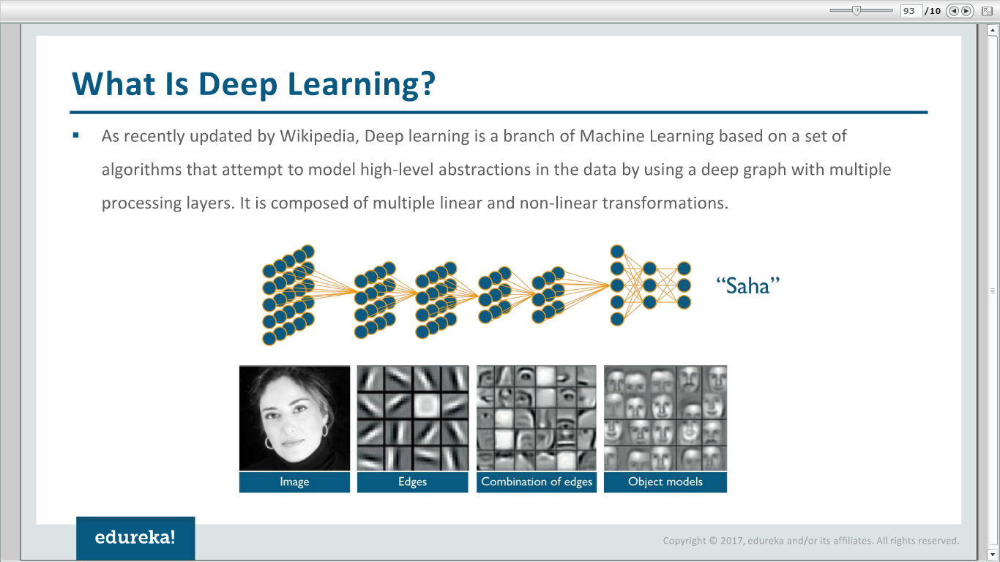 93 /10
What Is Deep Learning?
▪ As recently updated by Wikipedia, Deep learning is a branch of Machine Learning based on a set of
algorithms that attempt to model high-level abstractions in the data by using a deep graph with multiple
processing layers. It is composed of multiple linear and non-linear transformations.
“Saha”
Image Edges Combination of edges Object models
edureka!
Copyright © 2017, edureka and/or its affiliates. All rights reserved.